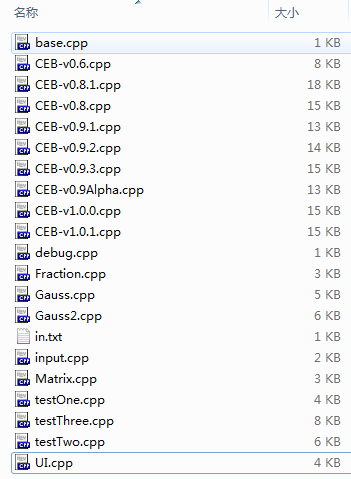 名称 大小
base.cpp 1 KB
CEB-v0.6.cpp 8 KB
CEB-v0.8.1.cpp 18 KB
CEB-v0.8.cpp 15 KB
CEB-v0.9.1.cpp 13 KB
CEB-v0.9.2.cpp 14 KB
CEB-v0.9.3.cpp 15 KB
CEB-v0.9Alpha.cpp 13 KB
CEB-v1.0.0.cpp 15 KB
CEB-v1.0.1.cpp 15 KB
debug.cpp 1 KB
Fraction.cpp 3 KB
Gauss.cpp 5 KB
Gauss2.cpp 6 KB
in.txt 1 KB
input.cpp 2 KB
Matrix.cpp 3 KB
testOne.cpp 4 KB
testThree.cpp 8 KB
testTwo.cpp 6 KB
UI.cpp 4 KB